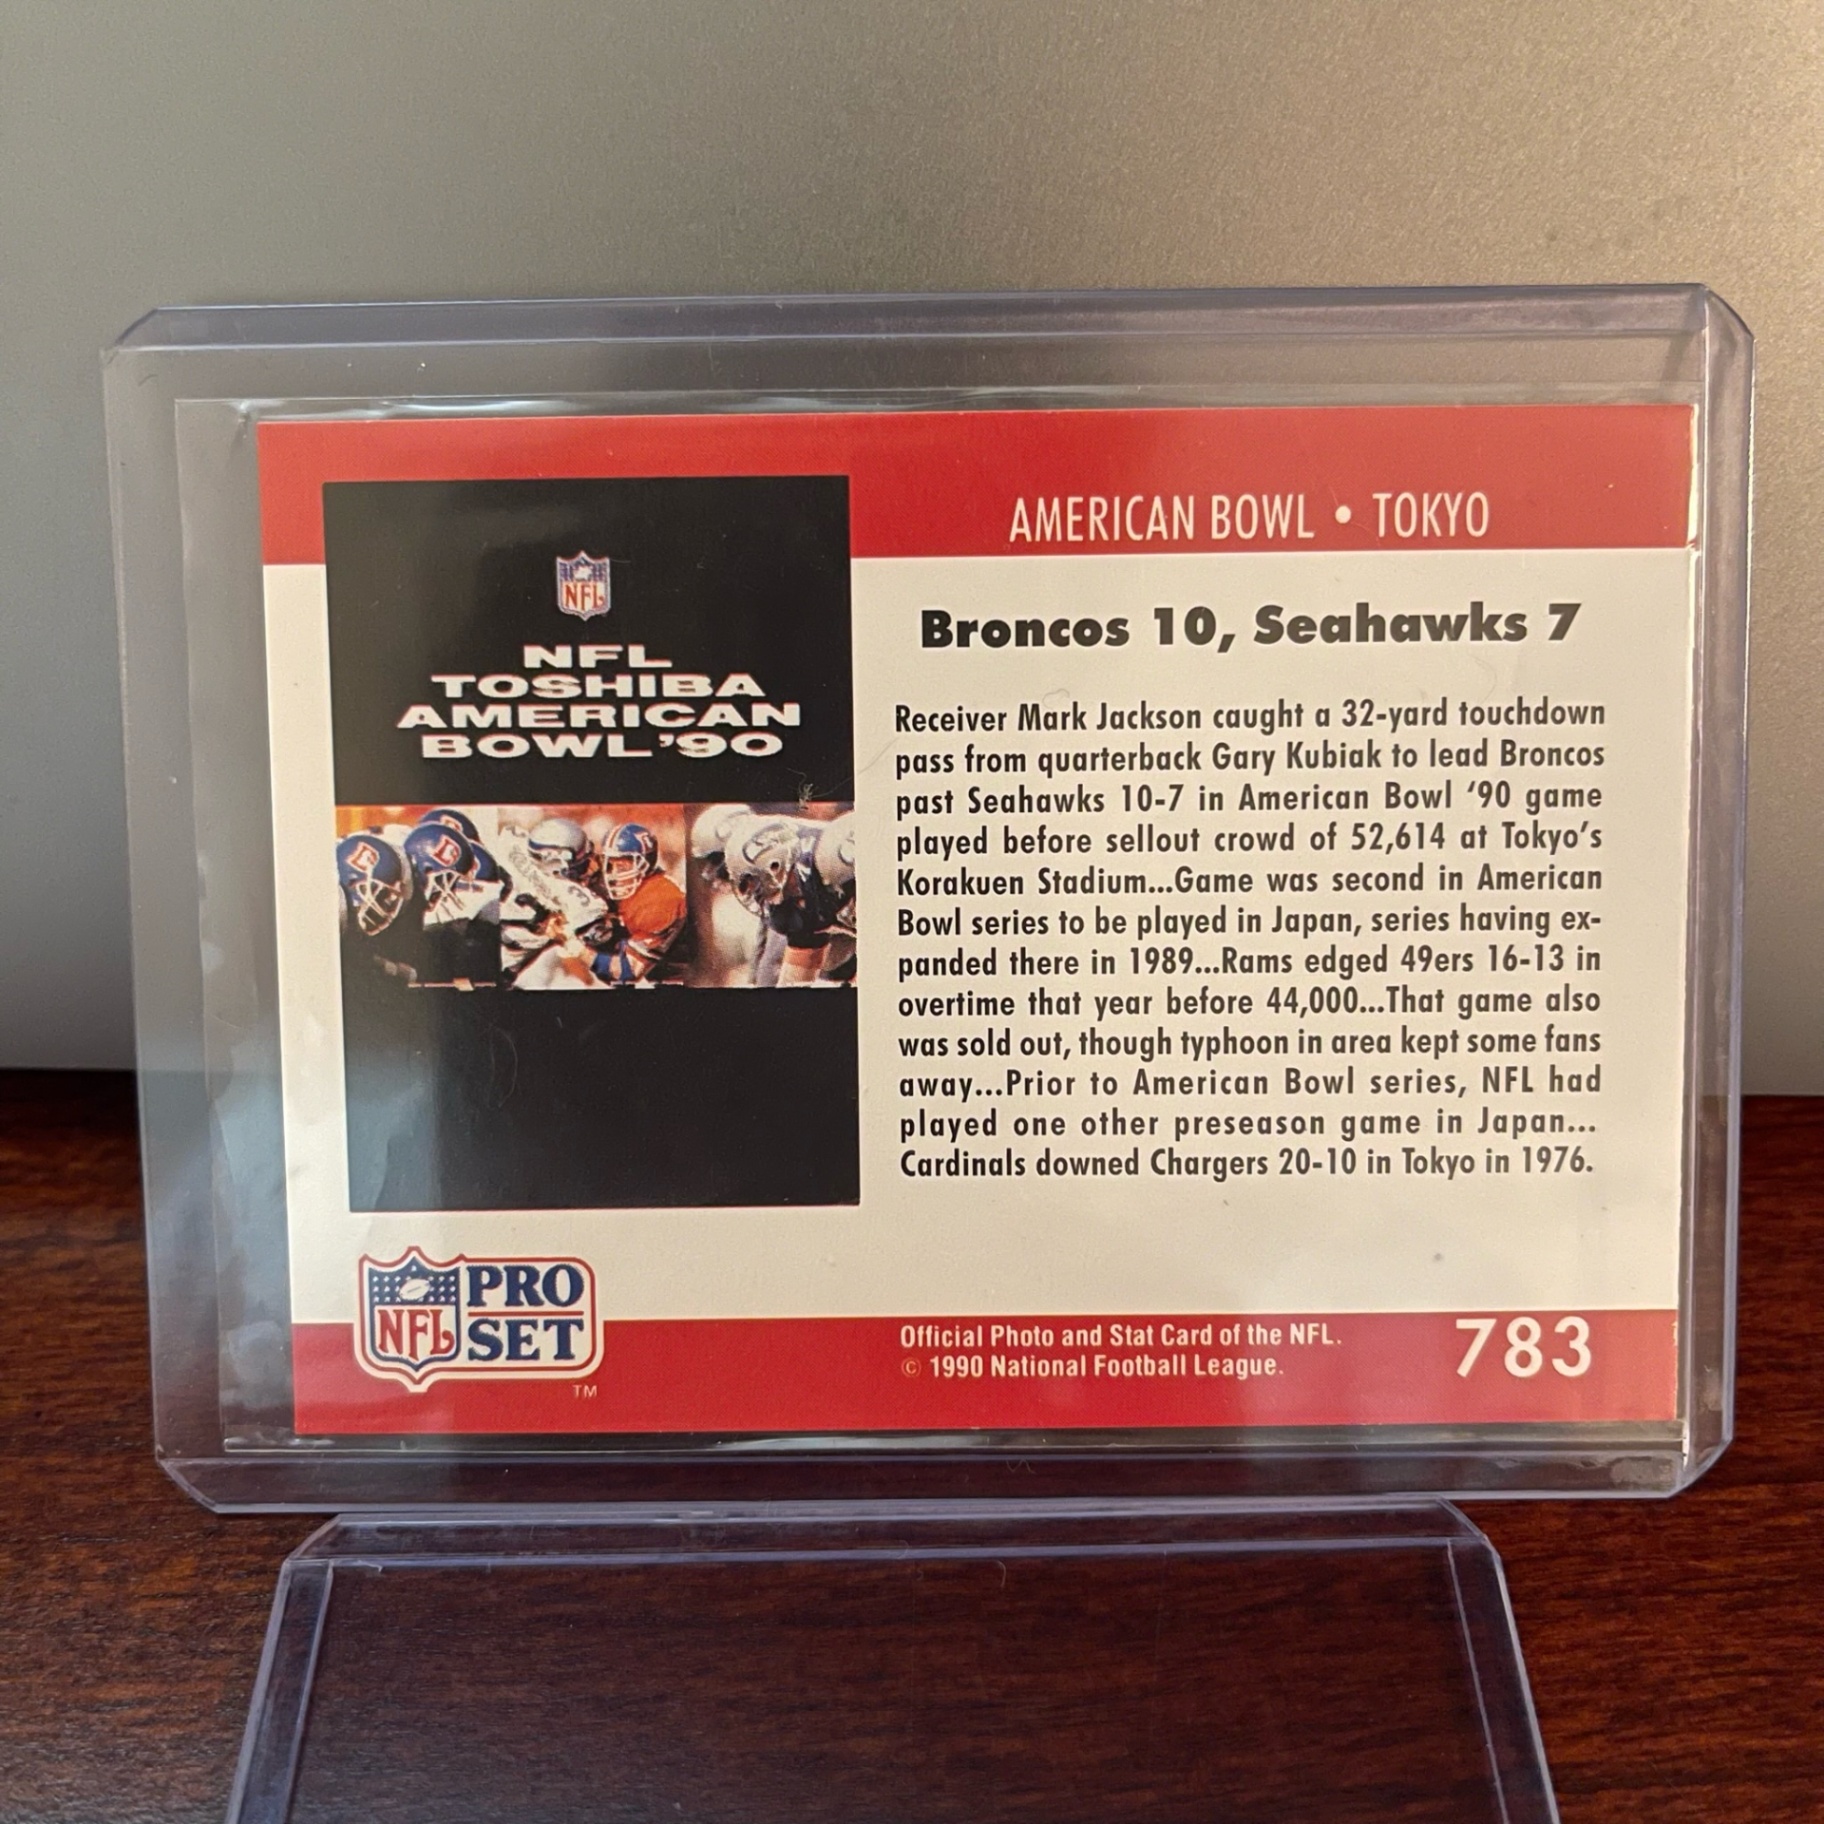 AMERICAN BOWL • TOKYO
NFL
NFL
TOSHIBA
AMERICAN
BOWL '90
Broncos 10, Seahawks 7
Receiver Mark Jackson caught a 32-yard touchdown
pass from quarterback Gary Kubiak to lead Broncos
past Seahawks 10-7 in American Bowl ‘90 game
played before sellout crowd of 52,614 at Tokyo’s
Korakuen Stadium...Game was second in American
Bowl series to be played in Japan, series having ex-
panded there in 1989...Rams edged 49ers 16-13 in
overtime that year before 44,000...That game also
was sold out, though typhoon in area kept some fans
away...Prior to American Bowl series, NFL had
played one other preseason game in Japan...
Cardinals downed Chargers 20-10 in Tokyo in 1976.
NFL PRO
SET
TM
Official Photo and Stat Card of the NFL.
© 1990 National Football League.
783